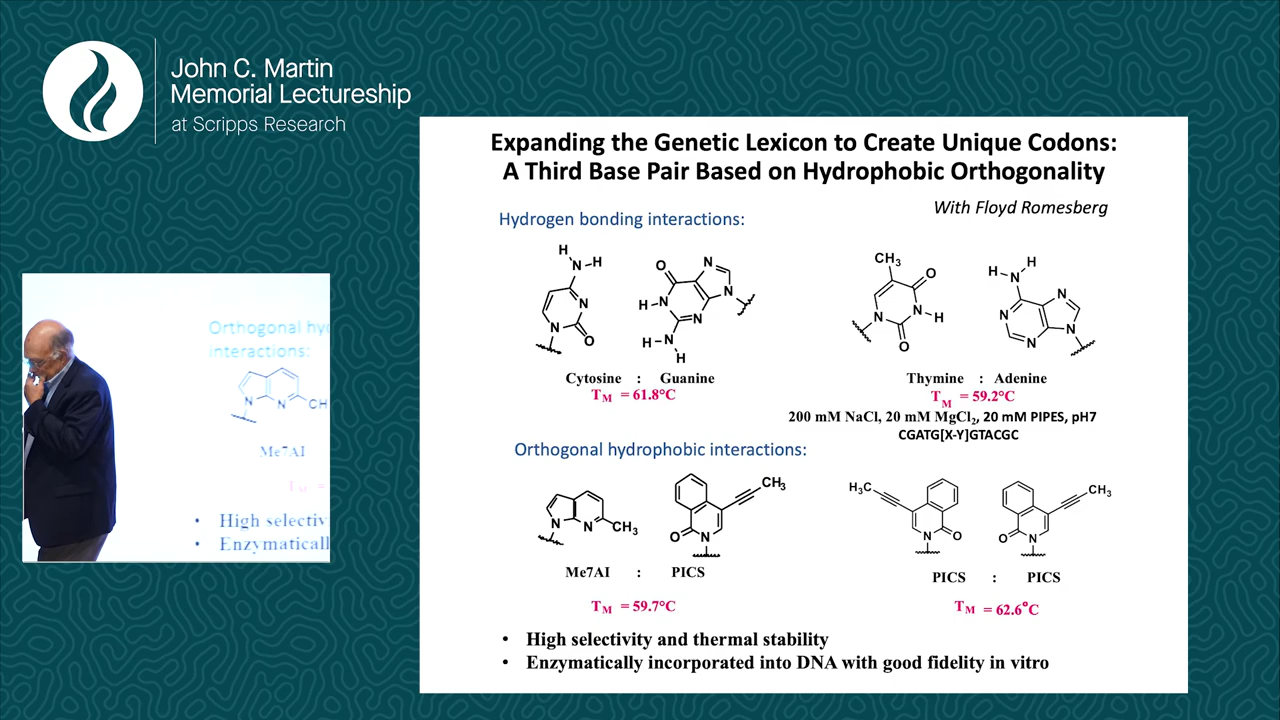 John C. Martin
Memorial Lectureship
at Scripps Research
Expanding the Genetic Lexicon to Create Unique Codons:
A Third Base Pair Based on Hydrophobic Orthogonality
With Floyd Romesberg
Hydrogen bonding interactions:
H
N
H
N
N
O
O
N
H
N
N
N
H
N
H
CH3
O
N
N
H
O
H
H
N
N
N
N
N
Cytosine : Guanine
TM = 61.8°C
Thymine : Adenine
TM = 59.2°C
200 mM NaCl, 20 mM MgCl2, 20 mM PIPES, pH7
CGATG[X-Y]GTACGC
Orthogonal hydrophobic interactions:
N
N
CH3
CH3
O
N
H3C
N
O
CH3
O
N
Me7AI : PICS
TM = 59.7°C
PICS : PICS
TM = 62.6°C
• High selectivity and thermal stability
• Enzymatically incorporated into DNA with good fidelity in vitro
Orthogonal hy
interactions:
N
N
CH
Me7AI
TM =
• High selectiv
• Enzymatically